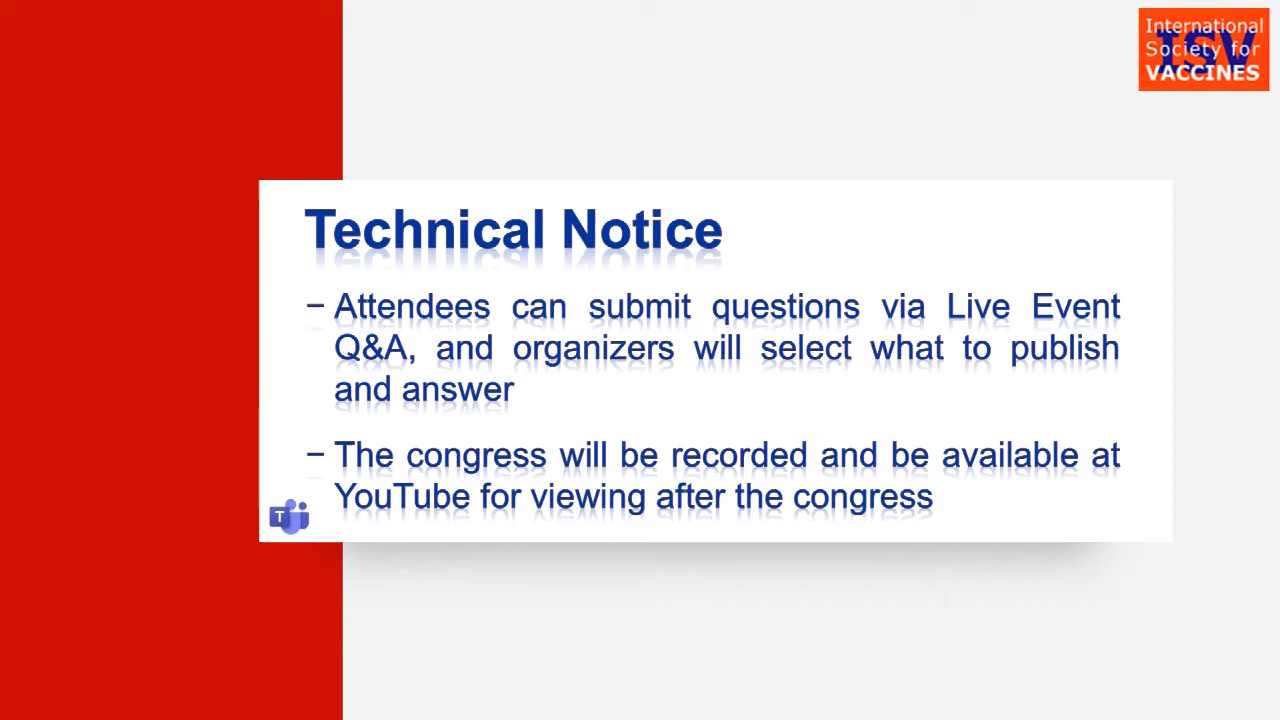 International
Society for
ISV
VACCINES
Technical Notice
– Attendees can submit questions via Live Event
Q&A, and organizers will select what to publish
and answer
– The congress will be recorded and be available at
YouTube for viewing after the congress
T